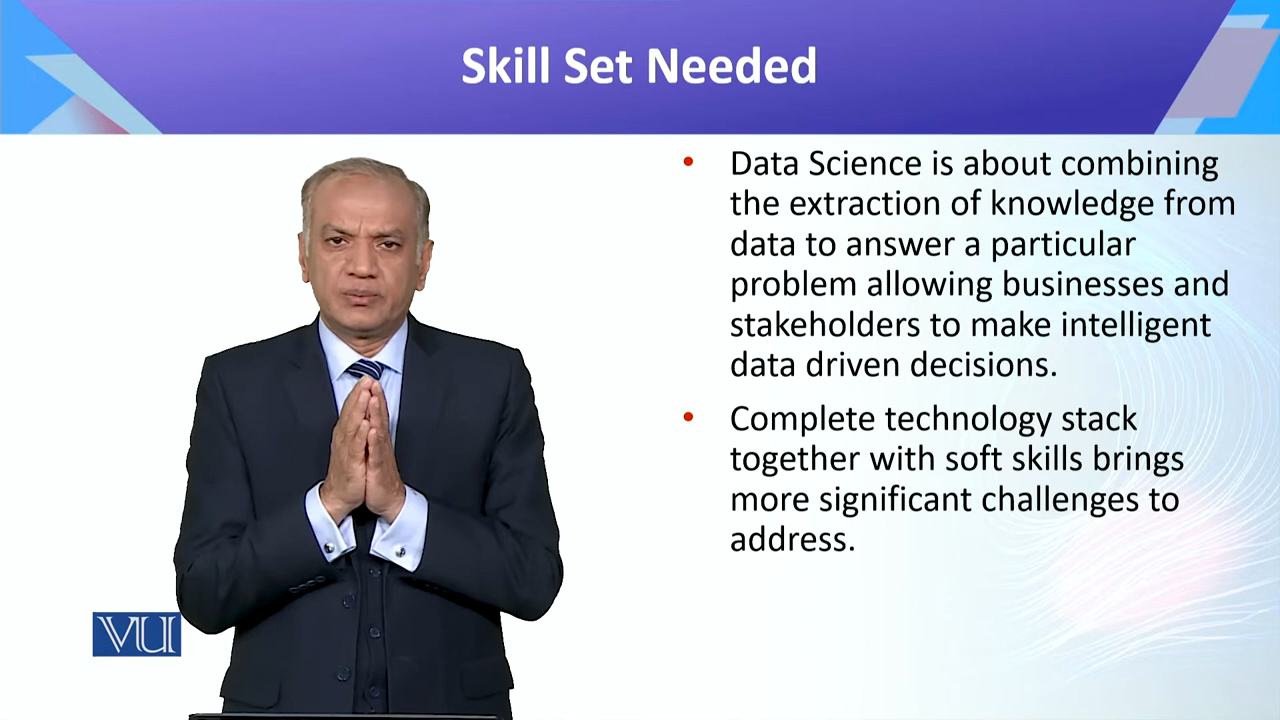 Skill Set Needed
• Data Science is about combining
the extraction of knowledge from
data to answer a particular
problem allowing businesses and
stakeholders to make intelligent
data driven decisions.
• Complete technology stack
together with soft skills brings
more significant challenges to
address.
VU